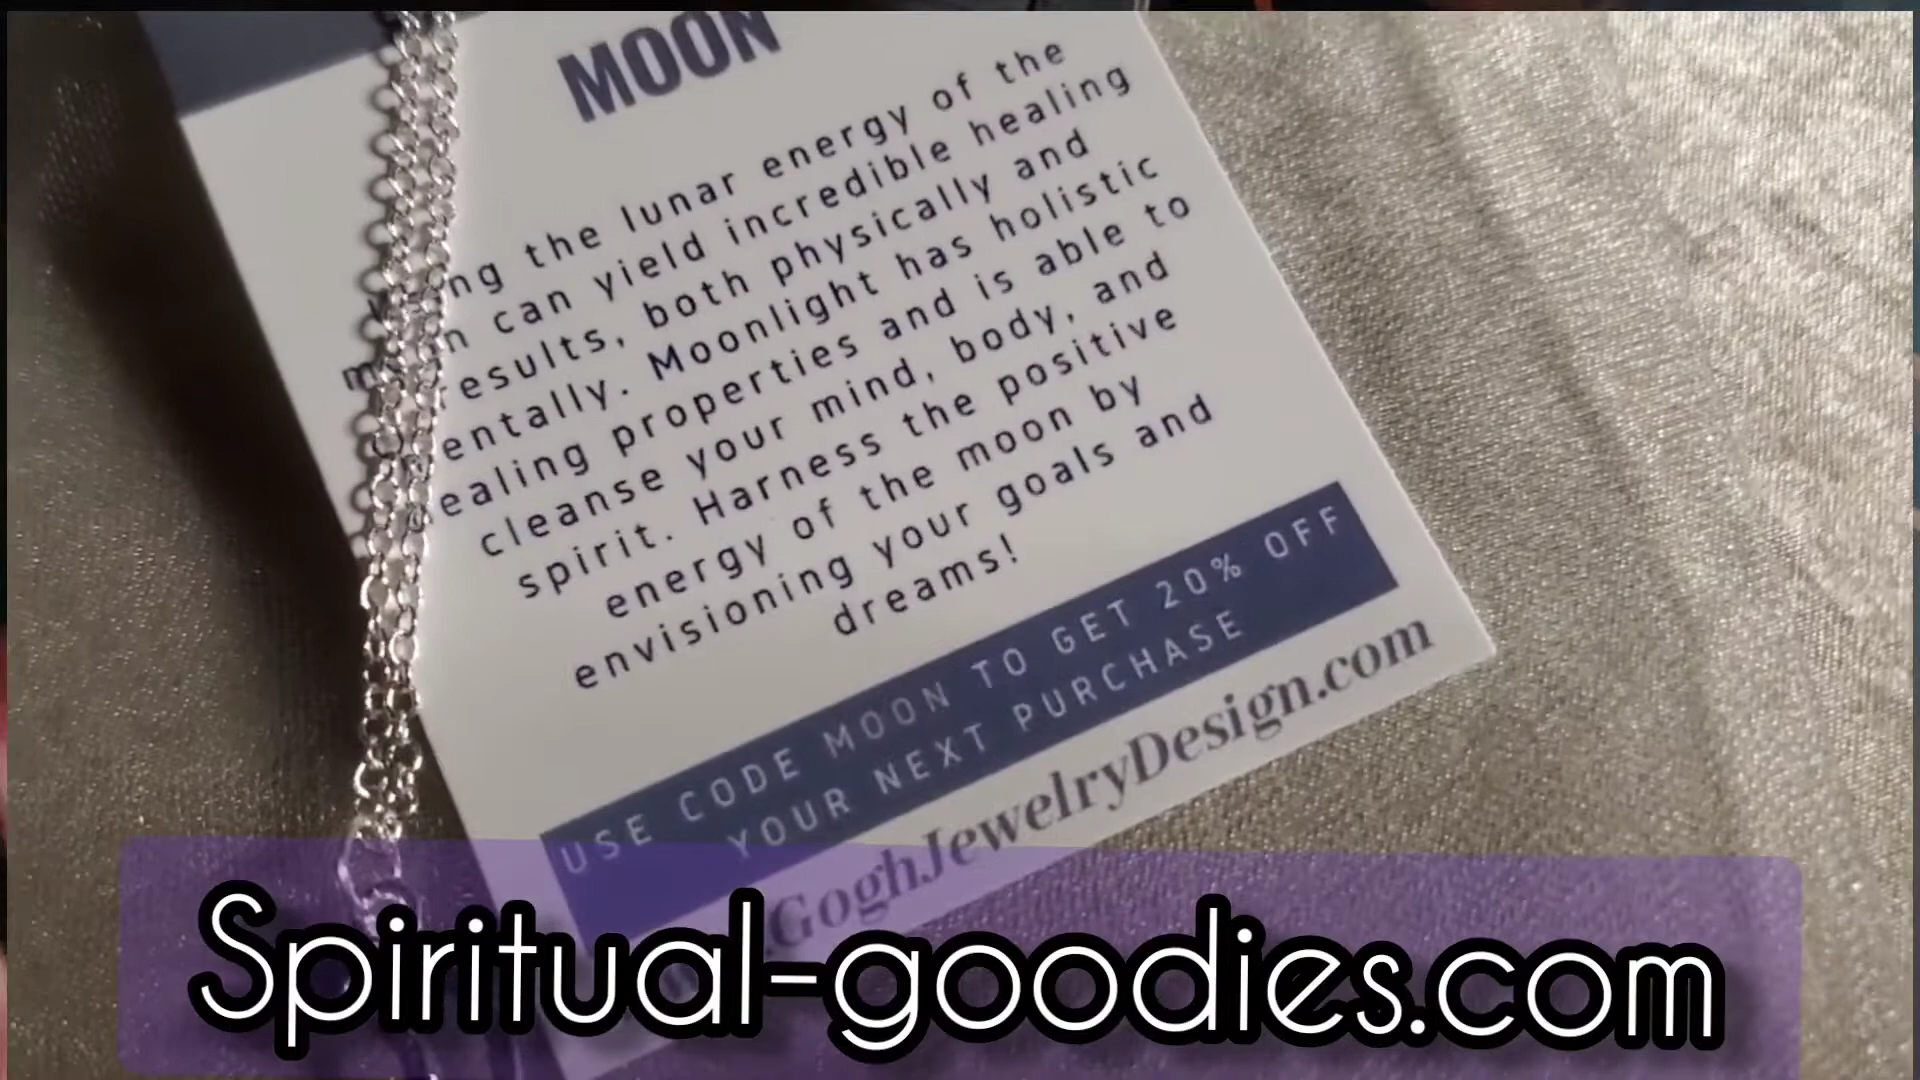 MOON
the lunar energy of the
can yield incredible healing
results, both physically and
mentally. Moonlight has holistic
healing properties and is able to
cleanse your mind, body, and
spirit. Harness the positive
energy of the moon by
envisioning your goals and
dreams!
USE CODE MOON TO GET 20% OFF
YOUR NEXT PURCHASE
GoghJewelryDesign.com
Spiritual-goodies.com